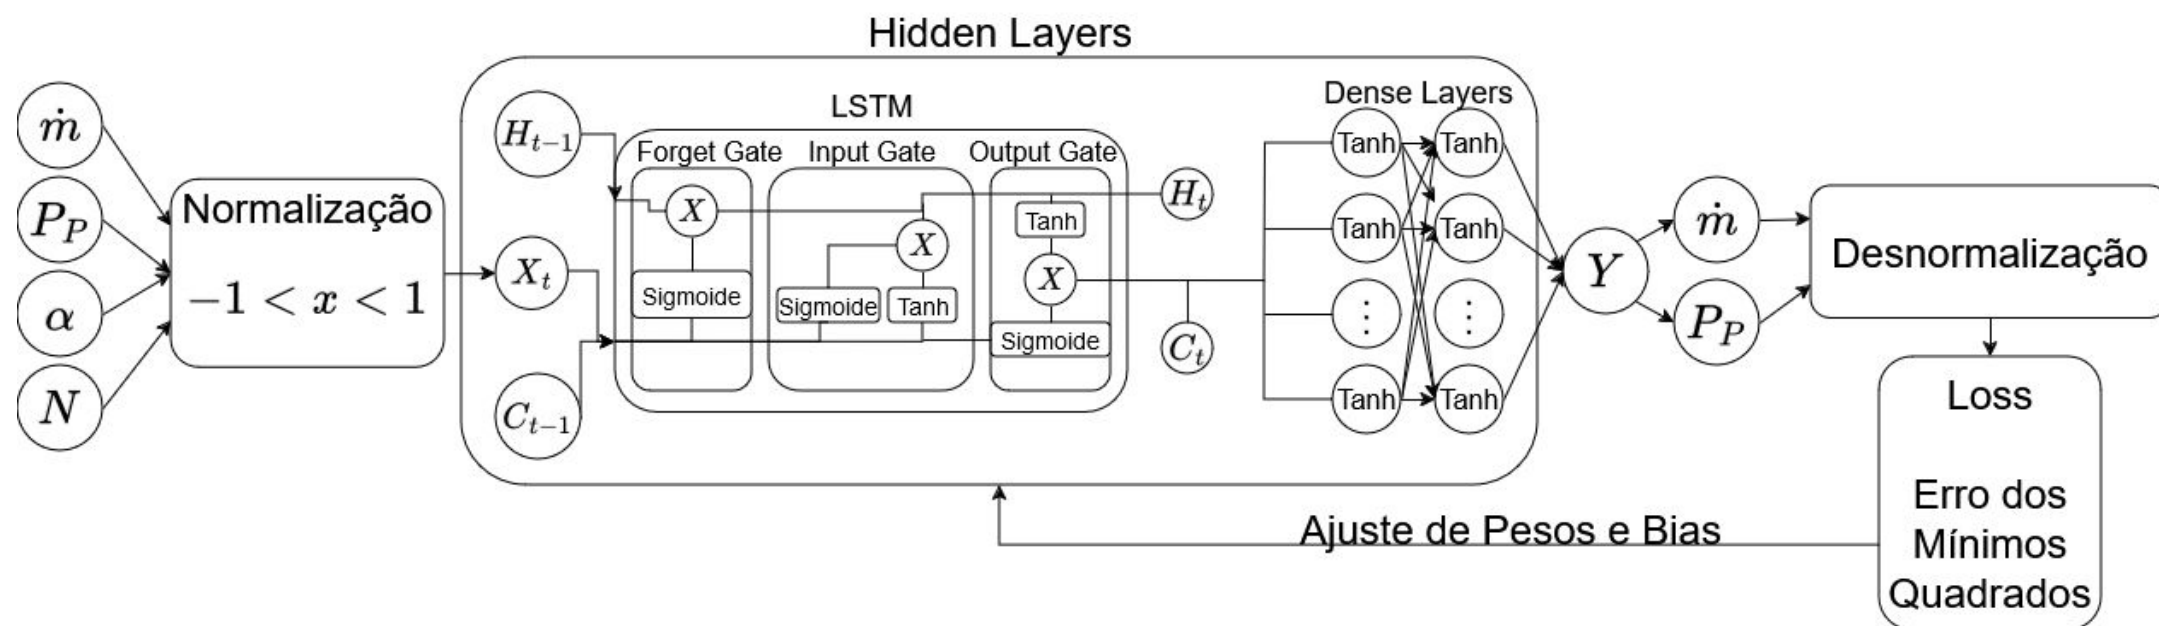 Hidden Layers
ṁ
P_P
α
N
Normalização
−1 < x < 1
H_{t−1}
X_t
C_{t−1}
LSTM
Forget Gate
X
Sigmoide
Input Gate
X
Sigmoide
Tanh
Output Gate
Tanh
X
Sigmoide
H_t
C_t
Dense Layers
Tanh
Tanh
Tanh
Tanh
⋮
⋮
Tanh
Tanh
Y
ṁ
P_P
Desnormalização
Loss
Erro dos
Mínimos
Quadrados
Ajuste de Pesos e Bias